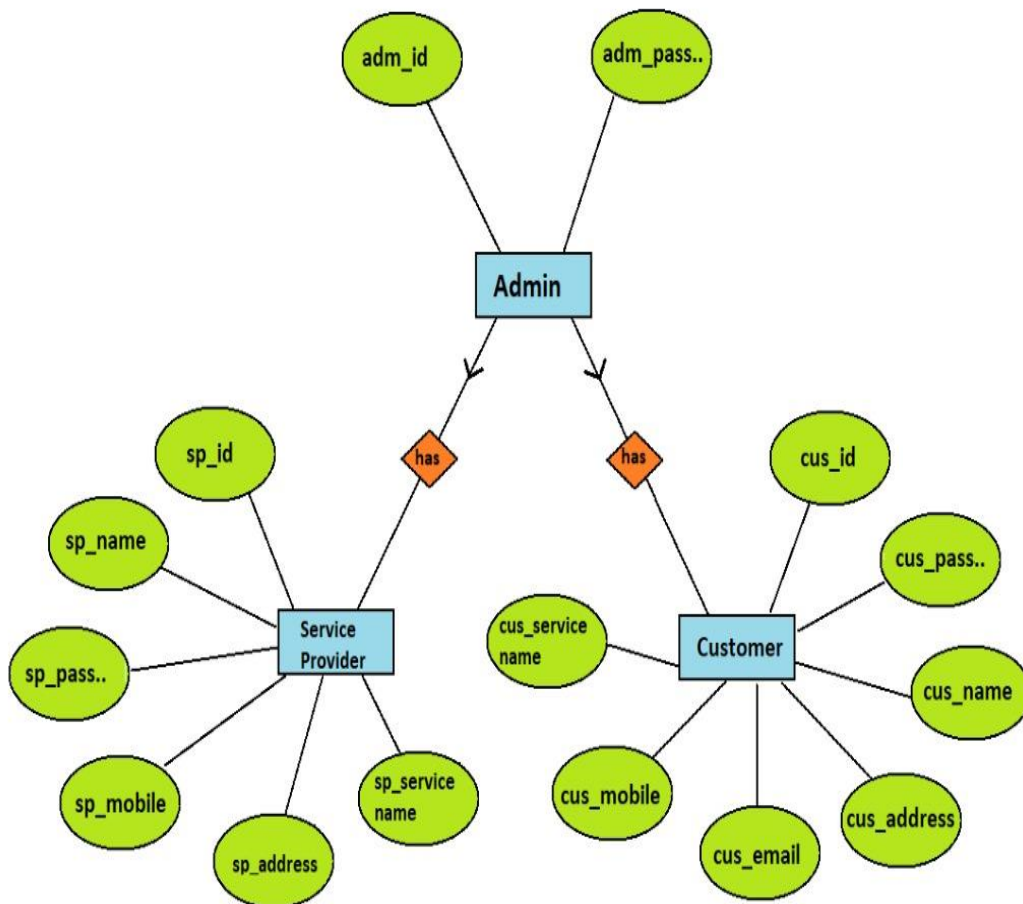 adm_id
adm_pass..
Admin
has
has
sp_id
cus_id
sp_name
cus_pass..
Service
Provider
cus_service
name
Customer
sp_pass..
cus_name
sp_mobile
sp_service
name
cus_mobile
cus_address
sp_address
cus_email